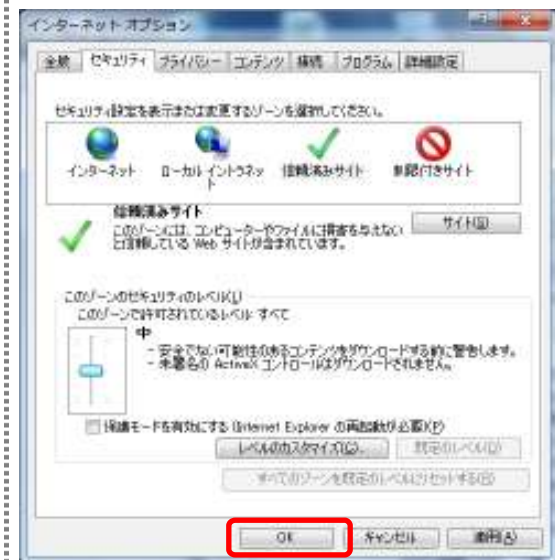 インターネット オプション
全般 セキュリティ プライバシー コンテンツ 接続 プログラム 詳細設定
セキュリティ設定を表示または変更するゾーンを選択してください。
インターネット ローカル イントラネット 信頼済みサイト 制限付きサイト
信頼済みサイト
このゾーンには、コンピューターやファイルに損害を与えない
と信頼している Web サイトが含まれています。
サイト(S)
このゾーンのセキュリティのレベル(L)
このゾーンで許可されているレベル: すべて
中
- 安全でない可能性のあるコンテンツをダウンロードする前に警告します。
- 未署名の ActiveX コントロールはダウンロードされません。
保護モードを有効にする (Internet Explorer の再起動が必要)(P)
レベルのカスタマイズ(C)... 既定のレベル(D)
すべてのゾーンを既定のレベルにリセットする(R)
OK キャンセル 適用(A)